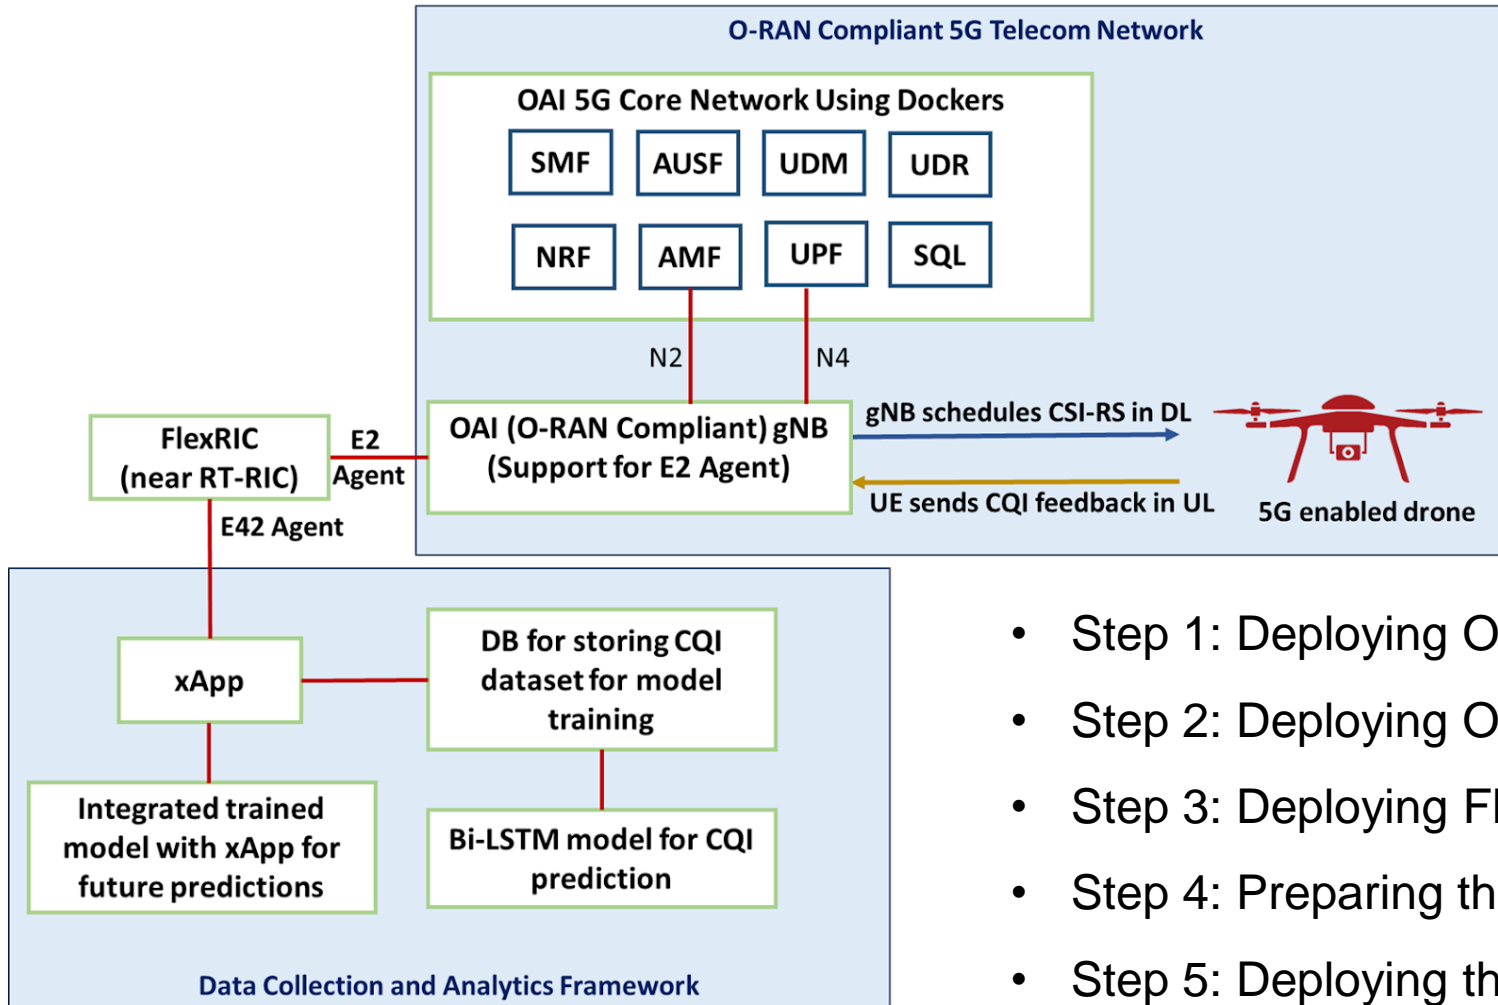 O-RAN Compliant 5G Telecom Network
OAI 5G Core Network Using Dockers
SMF
AUSF
UDM
UDR
NRF
AMF
UPF
SQL
N2
N4
FlexRIC
(near RT-RIC)
E2
Agent
OAI (O-RAN Compliant) gNB
(Support for E2 Agent)
gNB schedules CSI-RS in DL
UE sends CQI feedback in UL
5G enabled drone
E42 Agent
xApp
DB for storing CQI
dataset for model
training
Integrated trained
model with xApp for
future predictions
Bi-LSTM model for CQI
prediction
Data Collection and Analytics Framework
• Step 1: Deploying
• Step 2: Deploying
• Step 3: Deploying
• Step 4: Preparing
• Step 5: Deploying